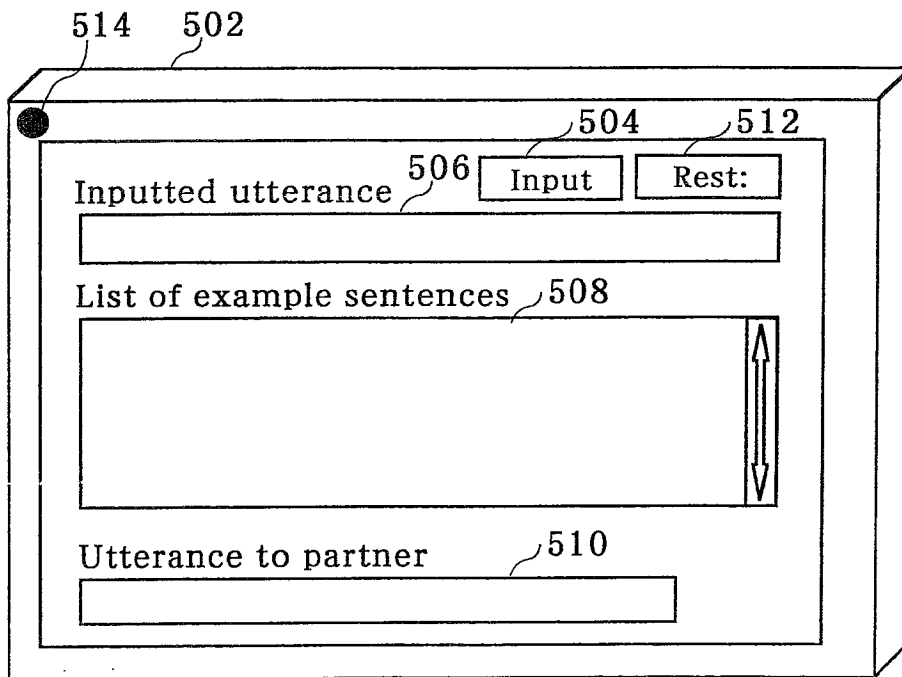 514 502
504 512
506 Input Rest:
Inputted utterance
List of example sentences 508
Utterance to partner 510